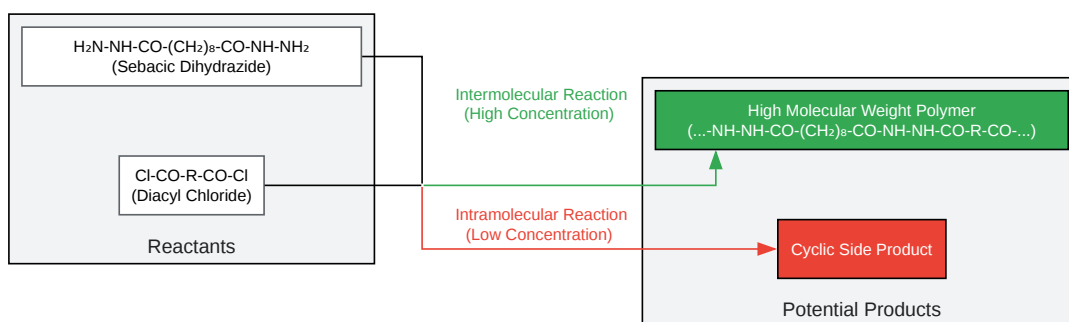 H₂N-NH-CO-(CH₂)₈-CO-NH-NH₂
(Sebacic Dihydrazide)
Cl-CO-R-CO-Cl
(Diacyl Chloride)
Reactants
Intermolecular Reaction
(High Concentration)
Intramolecular Reaction
(Low Concentration)
High Molecular Weight Polymer
(...-NH-NH-CO-(CH₂)₈-CO-NH-NH-CO-R-CO-...)
Cyclic Side Product
Potential Products